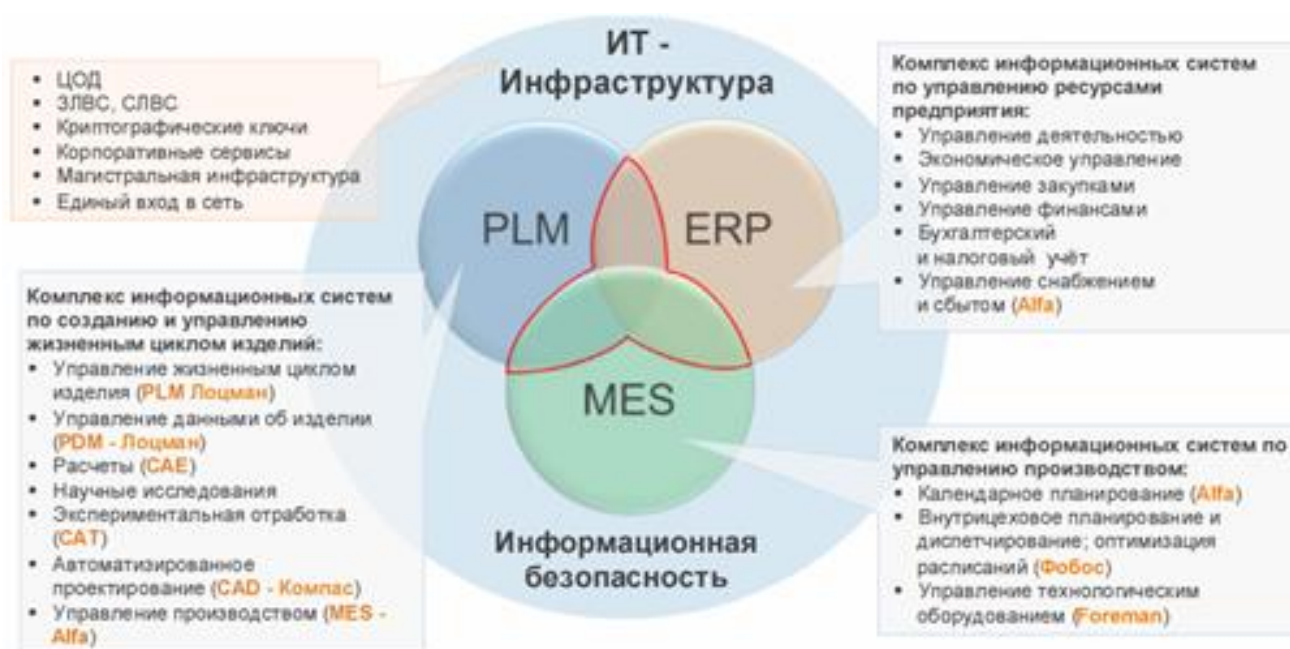 ИТ -
Инфраструктура
• ЦОД
• ЗЛВС, СЛВС
• Криптографические ключи
• Корпоративные сервисы
• Магистральная инфраструктура
• Единый вход в сеть
PLM
ERP
MES
Информационная
безопасность
Комплекс информационных систем
по управлению ресурсами
предприятия:
• Управление деятельностью
• Экономическое управление
• Управление закупками
• Управление финансами
• Бухгалтерский
и налоговый учёт
• Управление снабжением
и сбытом (Alfa)
Комплекс информационных систем
по созданию и управлению
жизненным циклом изделий:
• Управление жизненным циклом
изделия (PLM Лоцман)
• Управление данными об изделии
(PDM - Лоцман)
• Расчеты (CAE)
• Научные исследования
• Экспериментальная отработка
(CAT)
• Автоматизированное
проектирование (CAD - Компас)
• Управление производством (MES -
Alfa)
Комплекс информационных систем по
управлению производством:
• Календарное планирование (Alfa)
• Внутрицеховое планирование и
диспетчирование; оптимизация
расписаний (Фобос)
• Управление технологическим
оборудованием (Foreman)